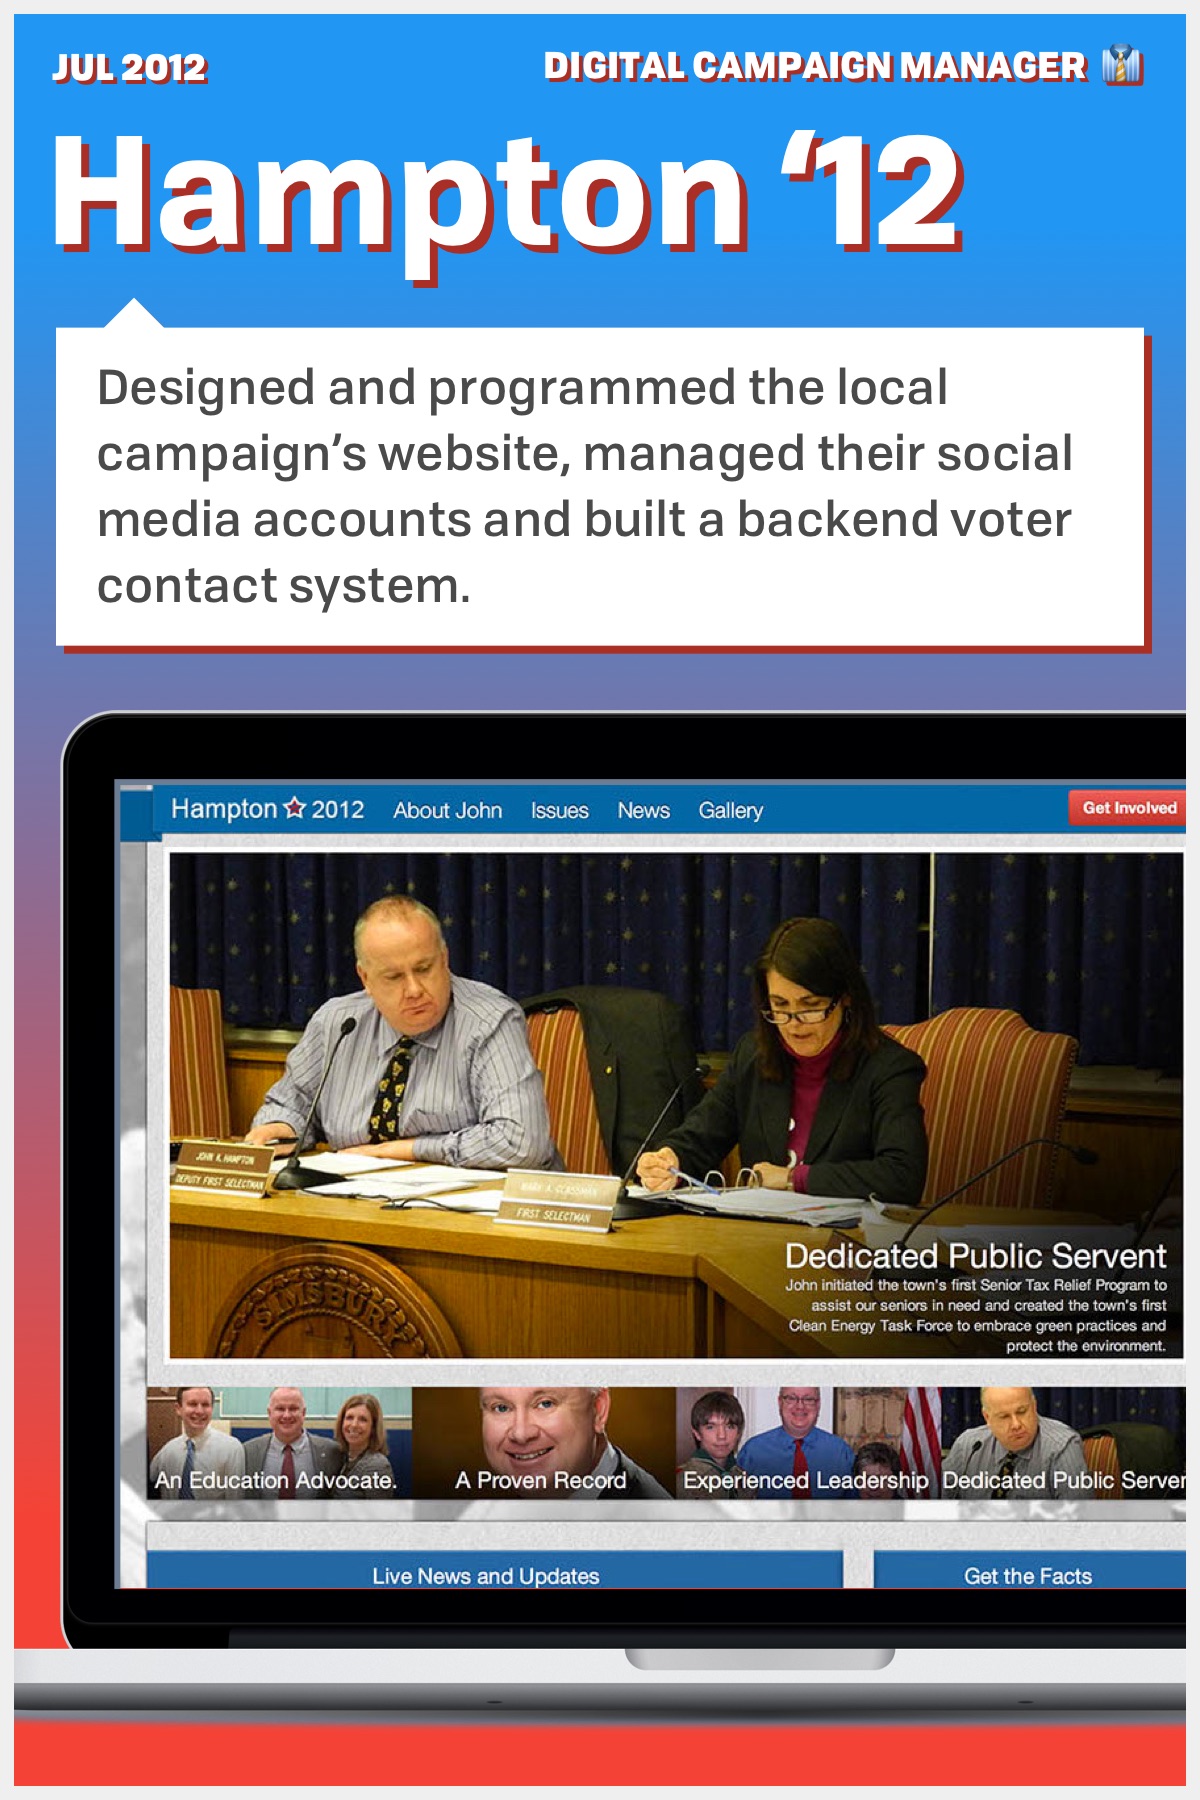 JUL 2012
DIGITAL CAMPAIGN MANAGER
Hampton ‘12
Designed and programmed the local
campaign’s website, managed their social
media accounts and built a backend voter
contact system.
Hampton 2012 About John Issues News Gallery Get Involved
JOHN K. HAMPTON
DEPUTY FIRST SELECTMAN
MARY A. GLASSMAN
FIRST SELECTMAN
SIMSBURY
Dedicated Public Servent
John initiated the town's first Senior Tax Relief Program to
assist our seniors in need and created the town's first
Clean Energy Task Force to embrace green practices and
protect the environment.
An Education Advocate.
A Proven Record
Experienced Leadership
Dedicated Public Server
Live News and Updates
Get the Facts